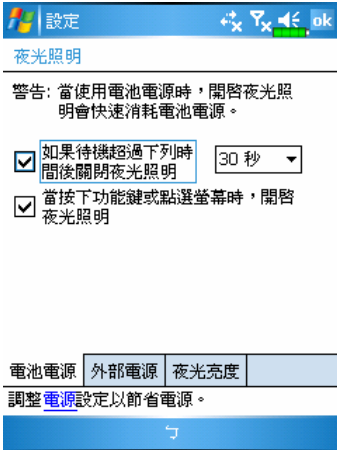 設定
ok
夜光照明
警告: 當使用電池電源時，開啓夜光照
明會快速消耗電池電源。
如果待機超過下列時
間後關閉夜光照明
30 秒
當按下功能鍵或點選螢幕時，開啓
夜光照明
電池電源 外部電源 夜光亮度
調整電源設定以節省電源。
ㄅ